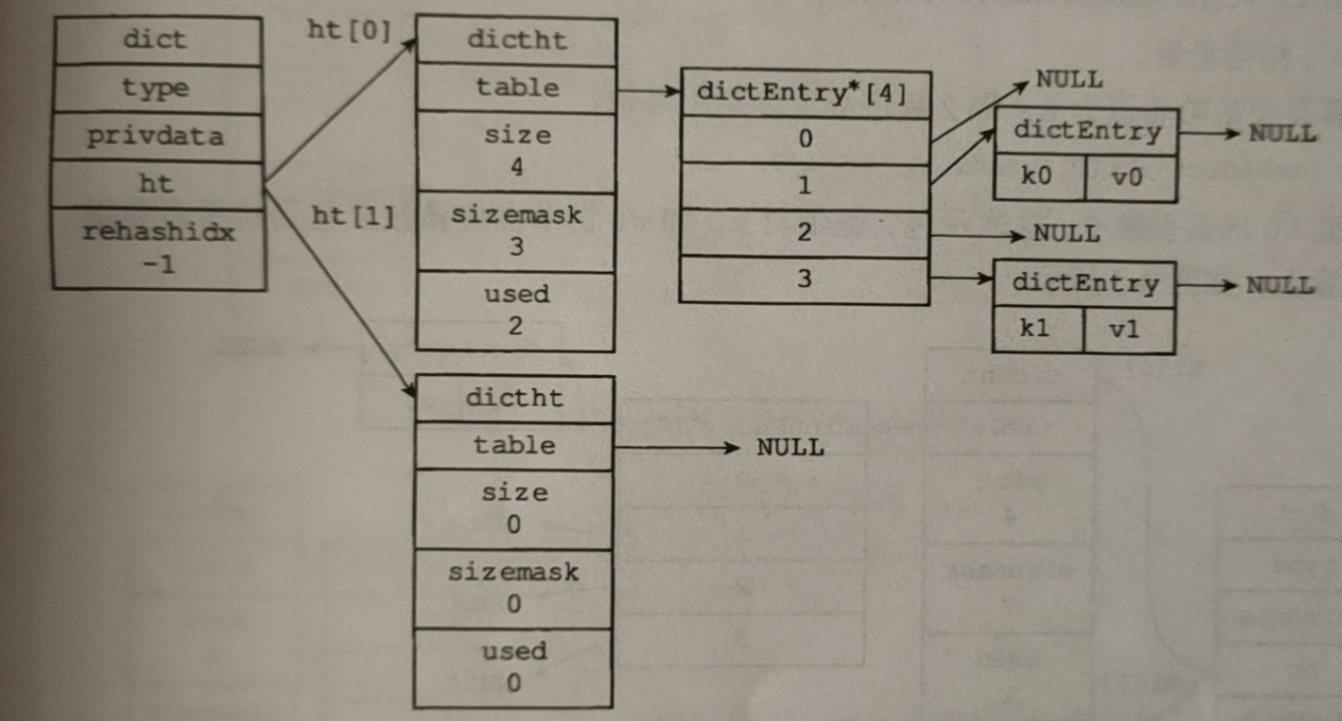 dict
type
privdata
ht
rehashidx
-1
ht[0]
ht[1]
dictht
table
size
4
sizemask
3
used
2
dictEntry*[4]
0
1
2
3
NULL
dictEntry
NULL
k0 v0
NULL
dictEntry
NULL
k1 v1
dictht
table
NULL
size
0
sizemask
0
used
0